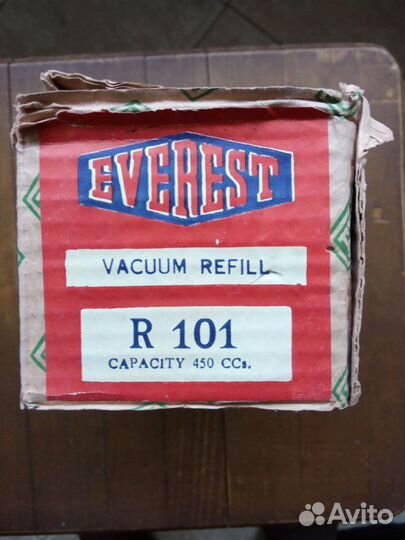 EVEREST
VACUUM REFILL
R 101
CAPACITY 450 CCs.
Avito